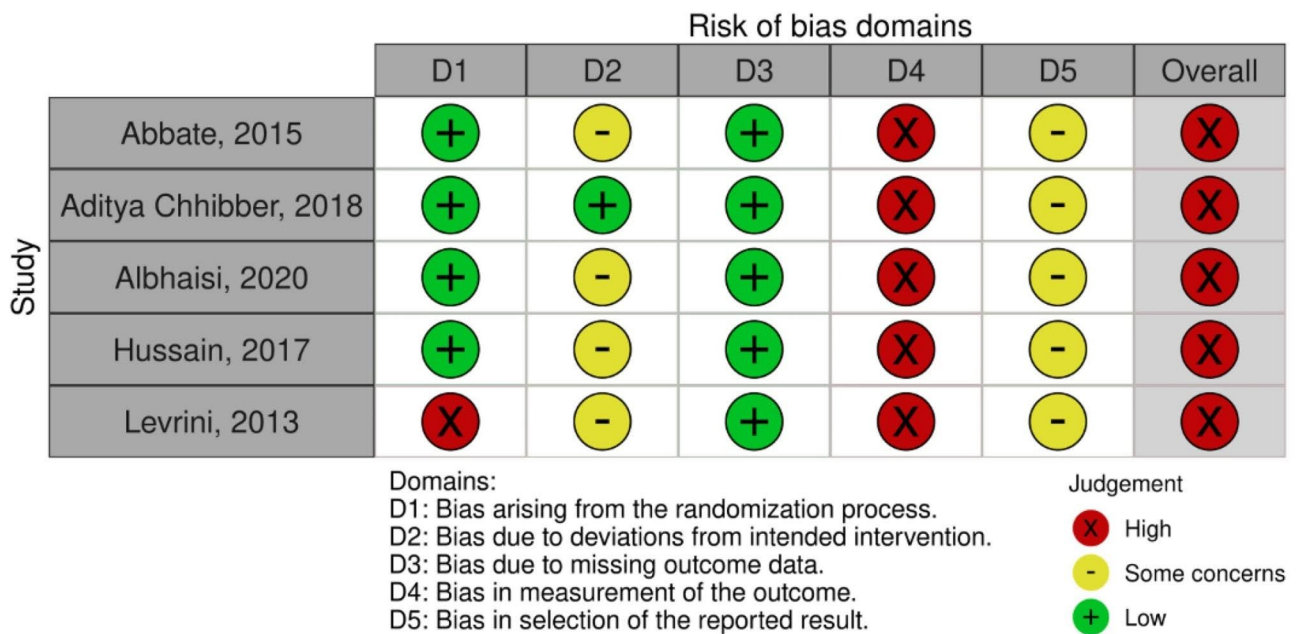 Risk of bias domains
D1 D2 D3 D4 D5 Overall
Study
Abbate, 2015 + - + X - X
Aditya Chhibber, 2018 + + + X - X
Albhaisi, 2020 + - + X - X
Hussain, 2017 + - + X - X
Levrini, 2013 X - + X - X
Domains:
D1: Bias arising from the randomization process.
D2: Bias due to deviations from intended intervention.
D3: Bias due to missing outcome data.
D4: Bias in measurement of the outcome.
D5: Bias in selection of the reported result.
Judgement
X High
- Some concerns
+ Low